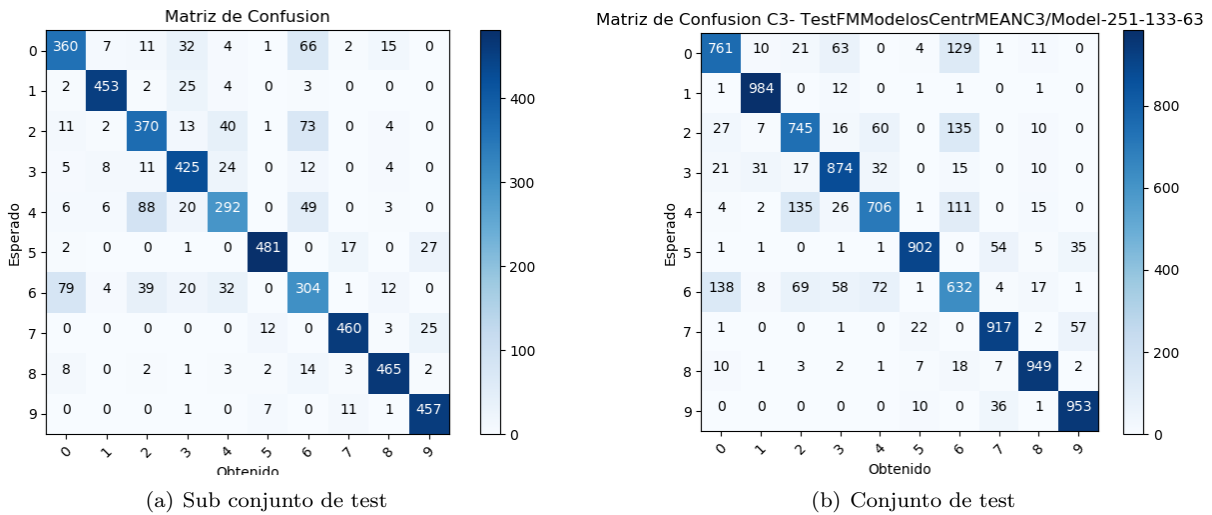 Matriz de Confusion
0 360 7 11 32 4 1 66 2 15 0
1 2 453 2 25 4 0 3 0 0 0
2 11 2 370 13 40 1 73 0 4 0
3 5 8 11 425 24 0 12 0 4 0
4 6 6 88 20 292 0 49 0 3 0
5 2 0 0 1 0 481 0 17 0 27
6 79 4 39 20 32 0 304 1 12 0
7 0 0 0 0 0 12 460 3 25
8 8 0 2 1 3 2 14 3 465 2
9 0 0 0 1 0 7 0 11 1 457
0 1 2 3 4 5 6 7 8 9
Esperado
Obtenido
400
300
200
100
0
(a) Sub conjunto de test
Matriz de Confusion C3- TestFMModelosCentrMEANC3/Model-251-133-63
0 761 10 21 63 0 4 129 1 11 0
1 1 984 0 12 0 1 1 0 1 0
2 27 7 745 16 60 0 135 0 10 0
3 21 31 17 874 32 0 15 0 10 0
4 4 2 135 26 706 1 111 0 15 0
5 1 1 0 1 1 902 0 54 5 35
6 138 8 69 58 72 1 632 4 17 1
7 1 0 0 1 0 22 0 917 2 57
8 10 1 3 2 1 7 18 7 949 2
9 0 0 0 0 0 10 0 36 1 953
0 1 2 3 4 5 6 7 8 9
Esperado
Obtenido
800
600
400
200
0
(b) Conjunto de test